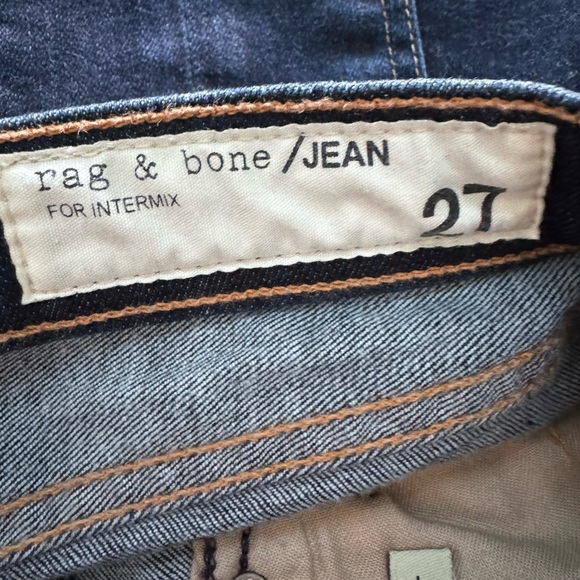 rag & bone /JEAN
FOR INTERMIX
27